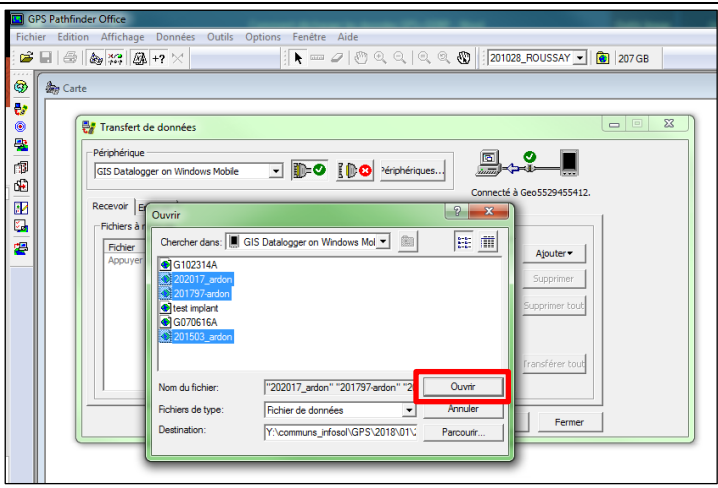 GPS Pathfinder Office
Fichier Edition Affichage Données Outils Options Fenêtre Aide
+? 201028_ROUSSAY 207 GB
Carte
Transfert de données
Périphérique
GIS Datalogger on Windows Mobile
Périphériques...
Connecté à Geo5529455412.
Recevoir
Ouvrir
Fichiers à
Chercher dans: GIS Datalogger on Windows Mol
Fichier
Appuyer
G102314A
202017_ardon
201797-ardon
test implant
G070616A
201503_ardon
Ajouter
Supprimer
Supprimer tout
Transférer tout
Nom du fichier: "202017_ardon" "201797-ardon" "20 Ouvrir
Fichiers de type: Fichier de données Annuler
Destination: Y:\communs_infosol\GPS\2018\01\ Parcourir...
Fermer